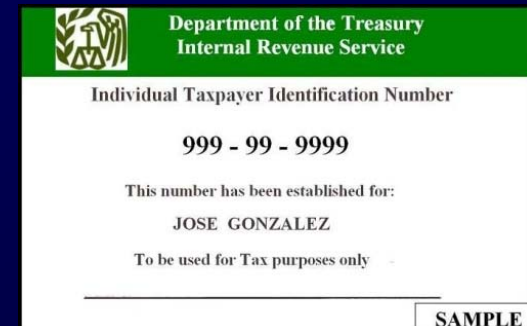 Department of the Treasury
Internal Revenue Service
Individual Taxpayer Identification Number
999 - 99 - 9999
This number has been established for:
JOSE GONZALEZ
To be used for Tax purposes only
SAMPLE